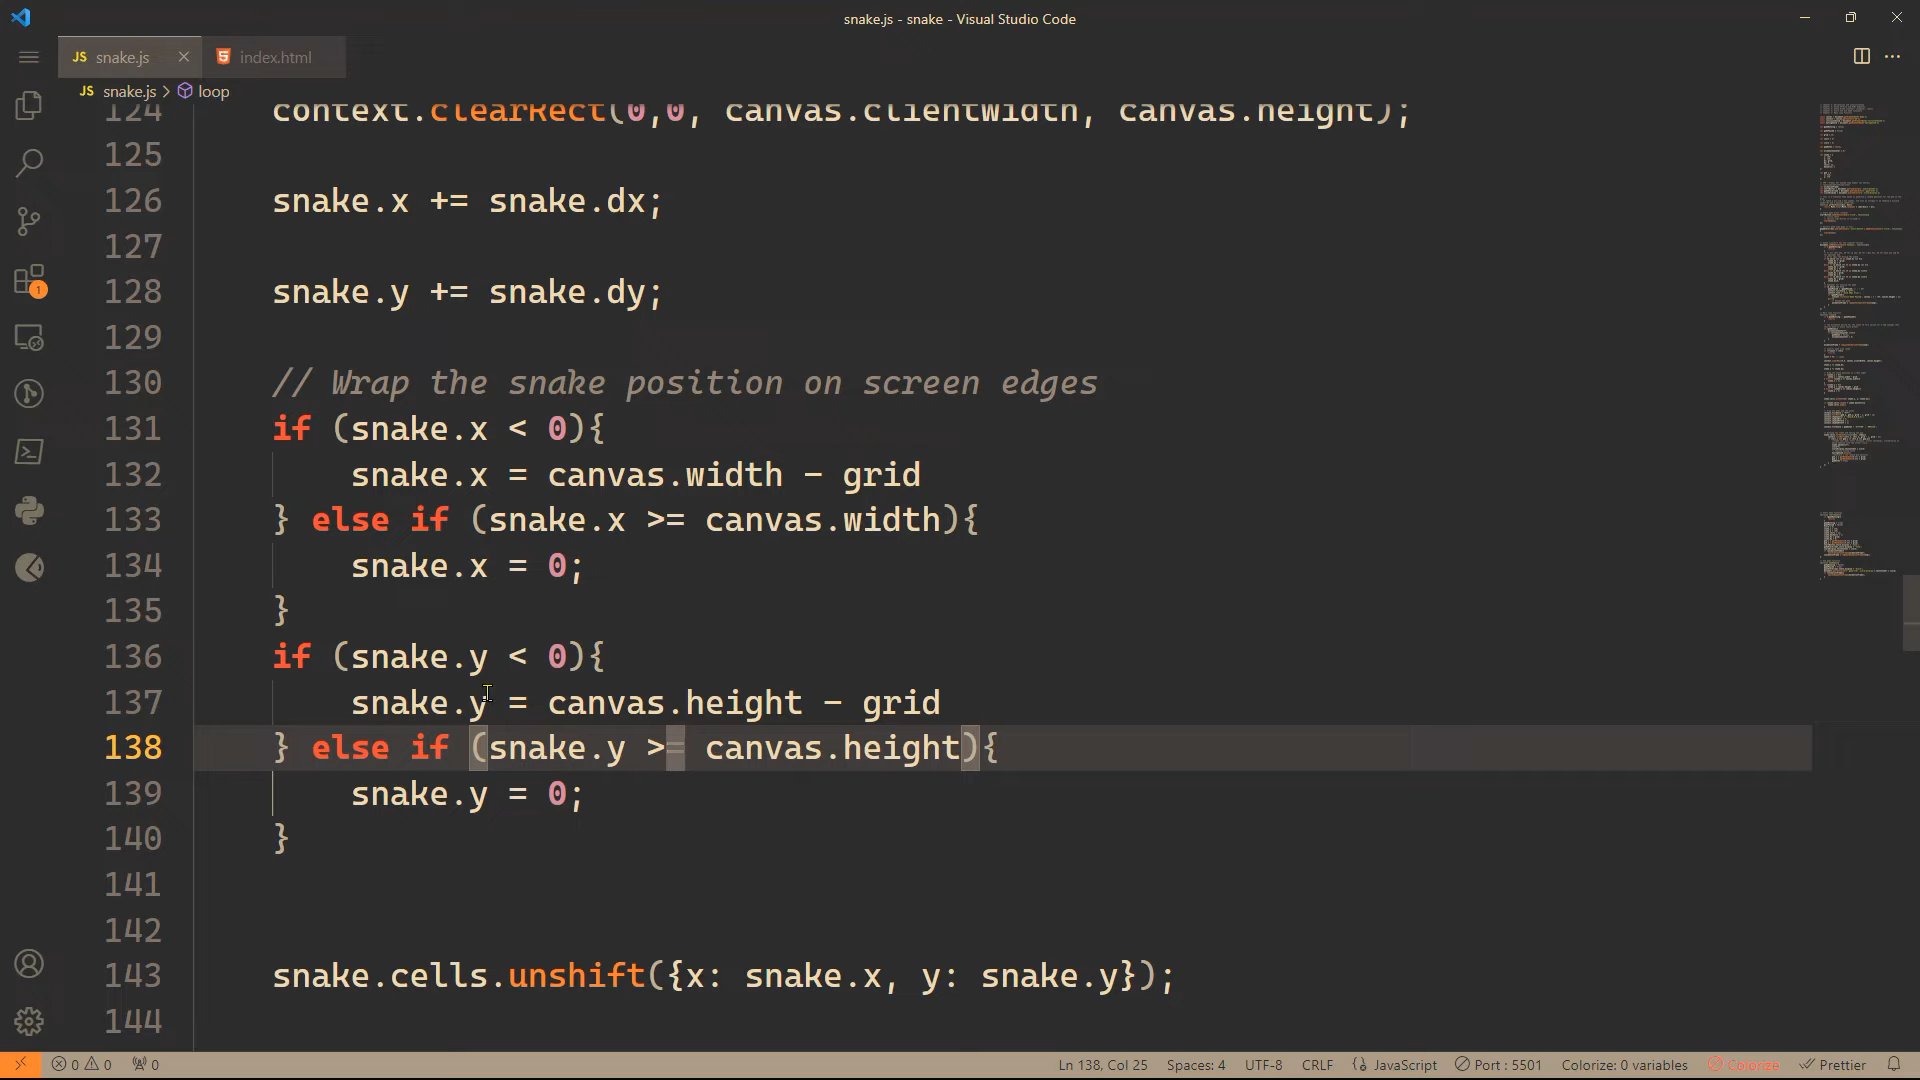 snake.js - snake - Visual Studio Code
JS snake.js
index.html
JS snake.js > loop
124 context.clearRect(0,0, canvas.clientWidth, canvas.height);
125
126 snake.x += snake.dx;
127
128 snake.y += snake.dy;
129
130 // Wrap the snake position on screen edges
131 if (snake.x < 0){
132 snake.x = canvas.width - grid
133 } else if (snake.x >= canvas.width){
134 snake.x = 0;
135 }
136 if (snake.y < 0){
137 snake.y = canvas.height - grid
138 } else if (snake.y >= canvas.height){
139 snake.y = 0;
140 }
141
142
143 snake.cells.unshift({x: snake.x, y: snake.y});
144
1
0 0 0 Ln 138, Col 25 Spaces: 4 UTF-8 CRLF JavaScript Port : 5501 Colorize: 0 variables Colorize Prettier